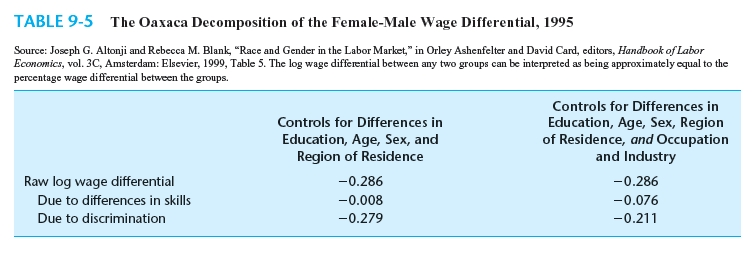 TABLE 9-5 The Oaxaca Decomposition of the Female-Male Wage Differential, 1995
Source: Joseph G. Altonji and Rebecca M. Blank, “Race and Gender in the Labor Market,” in Orley Ashenfelter and David Card, editors, Handbook of Labor
Economics, vol. 3C, Amsterdam: Elsevier, 1999, Table 5. The log wage differential between any two groups can be interpreted as being approximately equal to the
percentage wage differential between the groups.
Controls for Differences in
Education, Age, Sex, and
Region of Residence
Controls for Differences in
Education, Age, Sex, Region
of Residence, and Occupation
and Industry
Raw log wage differential −0.286 −0.286
Due to differences in skills −0.008 −0.076
Due to discrimination −0.279 −0.211